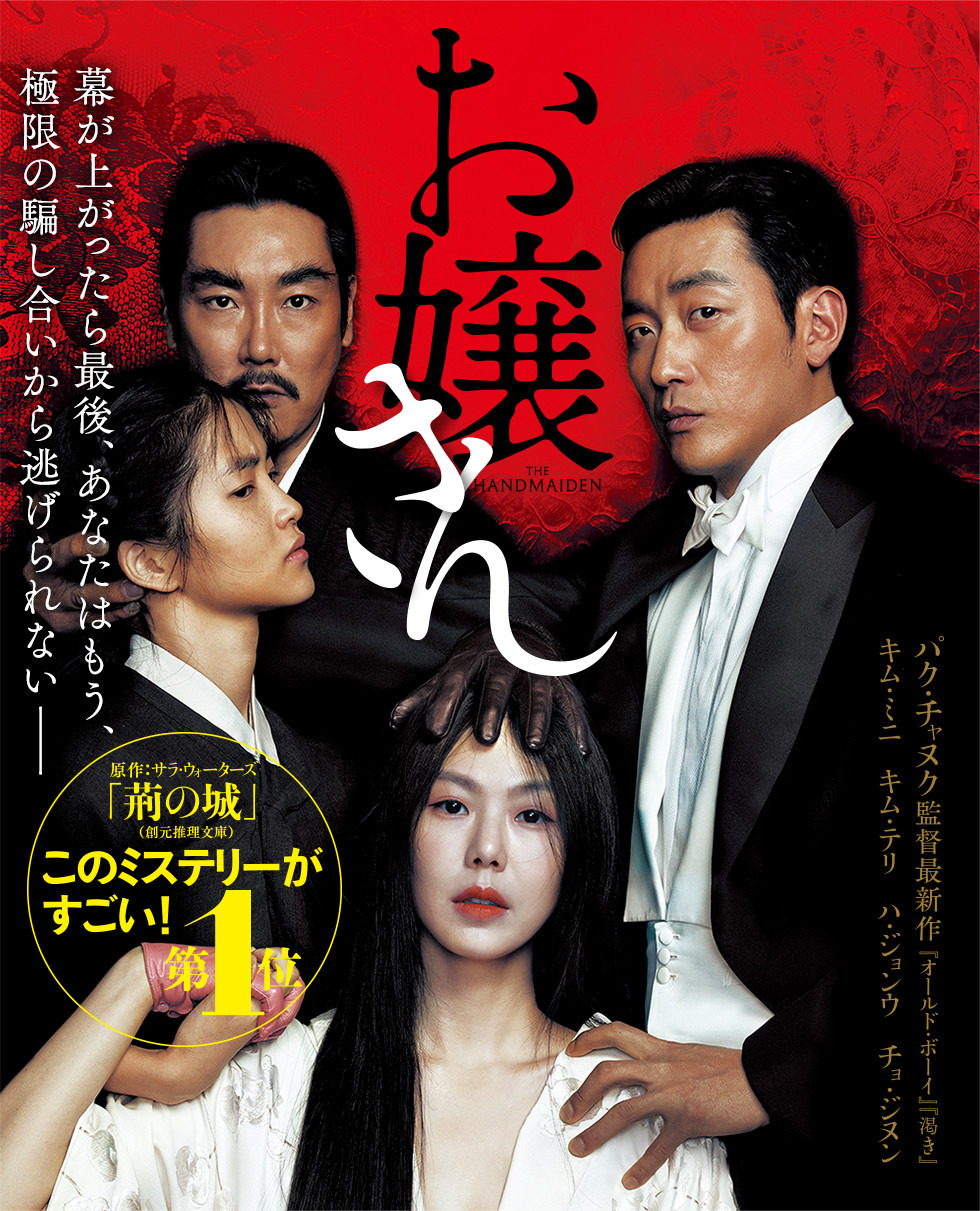 幕が上がったら最後、あなたはもう、
極限の騙し合いから逃げられない――
お嬢さん
THE
HANDMAIDEN
パク・チャヌク監督最新作『オールド・ボーイ』『渇き』
キム・ミニ　キム・テリ　ハ・ジョンウ　チョ・ジヌン
原作:サラ・ウォーターズ
「荊の城」
(創元推理文庫)
このミステリーが
すごい!
第1位